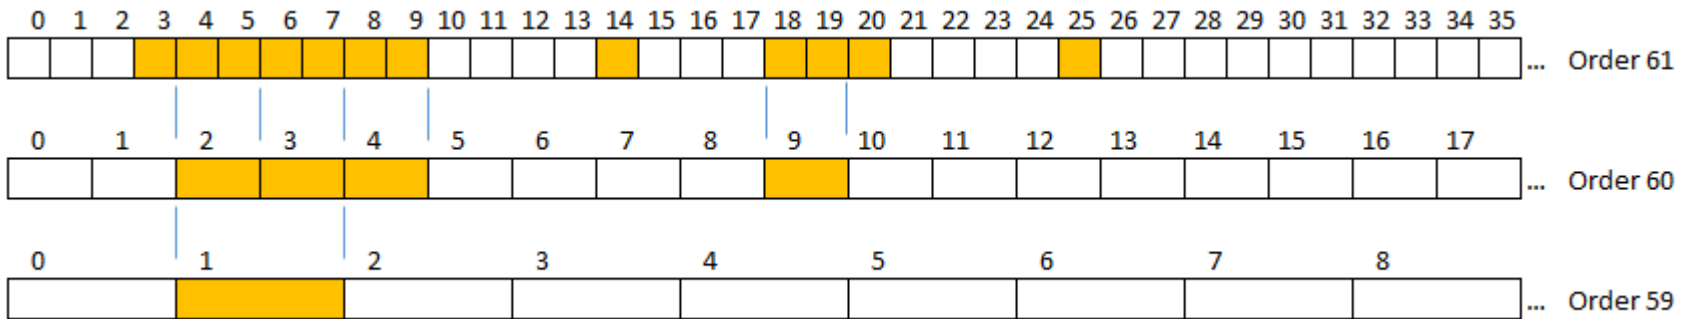 0 1 2 3 4 5 6 7 8 9 10 11 12 13 14 15 16 17 18 19 20 21 22 23 24 25 26 27 28 29 30 31 32 33 34 35
... Order 61
0 1 2 3 4 5 6 7 8 9 10 11 12 13 14 15 16 17
... Order 60
0 1 2 3 4 5 6 7 8
... Order 59